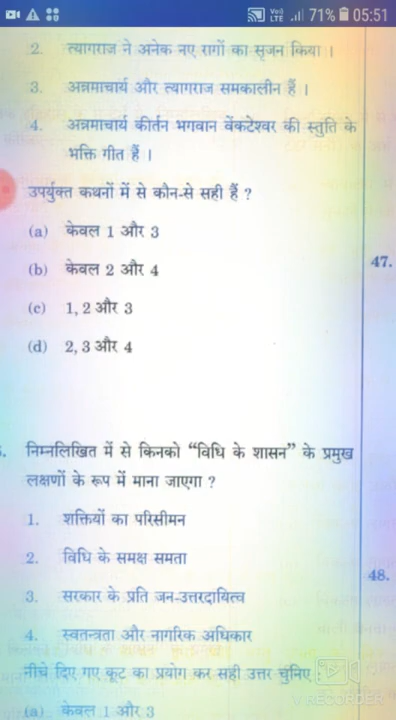 Vo) LTE 71% 05:51
2. त्यागराज ने अनेक नए रागों का सृजन किया ।
3. अन्नमाचार्य और त्यागराज समकालीन हैं ।
4. अन्नमाचार्य कीर्तन भगवान वेंकटेश्वर की स्तुति के
भक्ति गीत हैं ।
उपर्युक्त कथनों में से कौन-से सही हैं ?
(a) केवल 1 और 3
(b) केवल 2 और 4
47.
(c) 1, 2 और 3
(d) 2, 3 और 4
निम्नलिखित में से किनको “विधि के शासन” के प्रमुख
लक्षणों के रूप में माना जाएगा ?
1. शक्तियों का परिसीमन
2. विधि के समक्ष समता
48.
3. सरकार के प्रति जन-उत्तरदायित्व
4. स्वतन्त्रता और नागरिक अधिकार
नीचे दिए गए कूट का प्रयोग कर सही उत्तर चुनिए
V RECORDER
(a) केवल 1 और 3